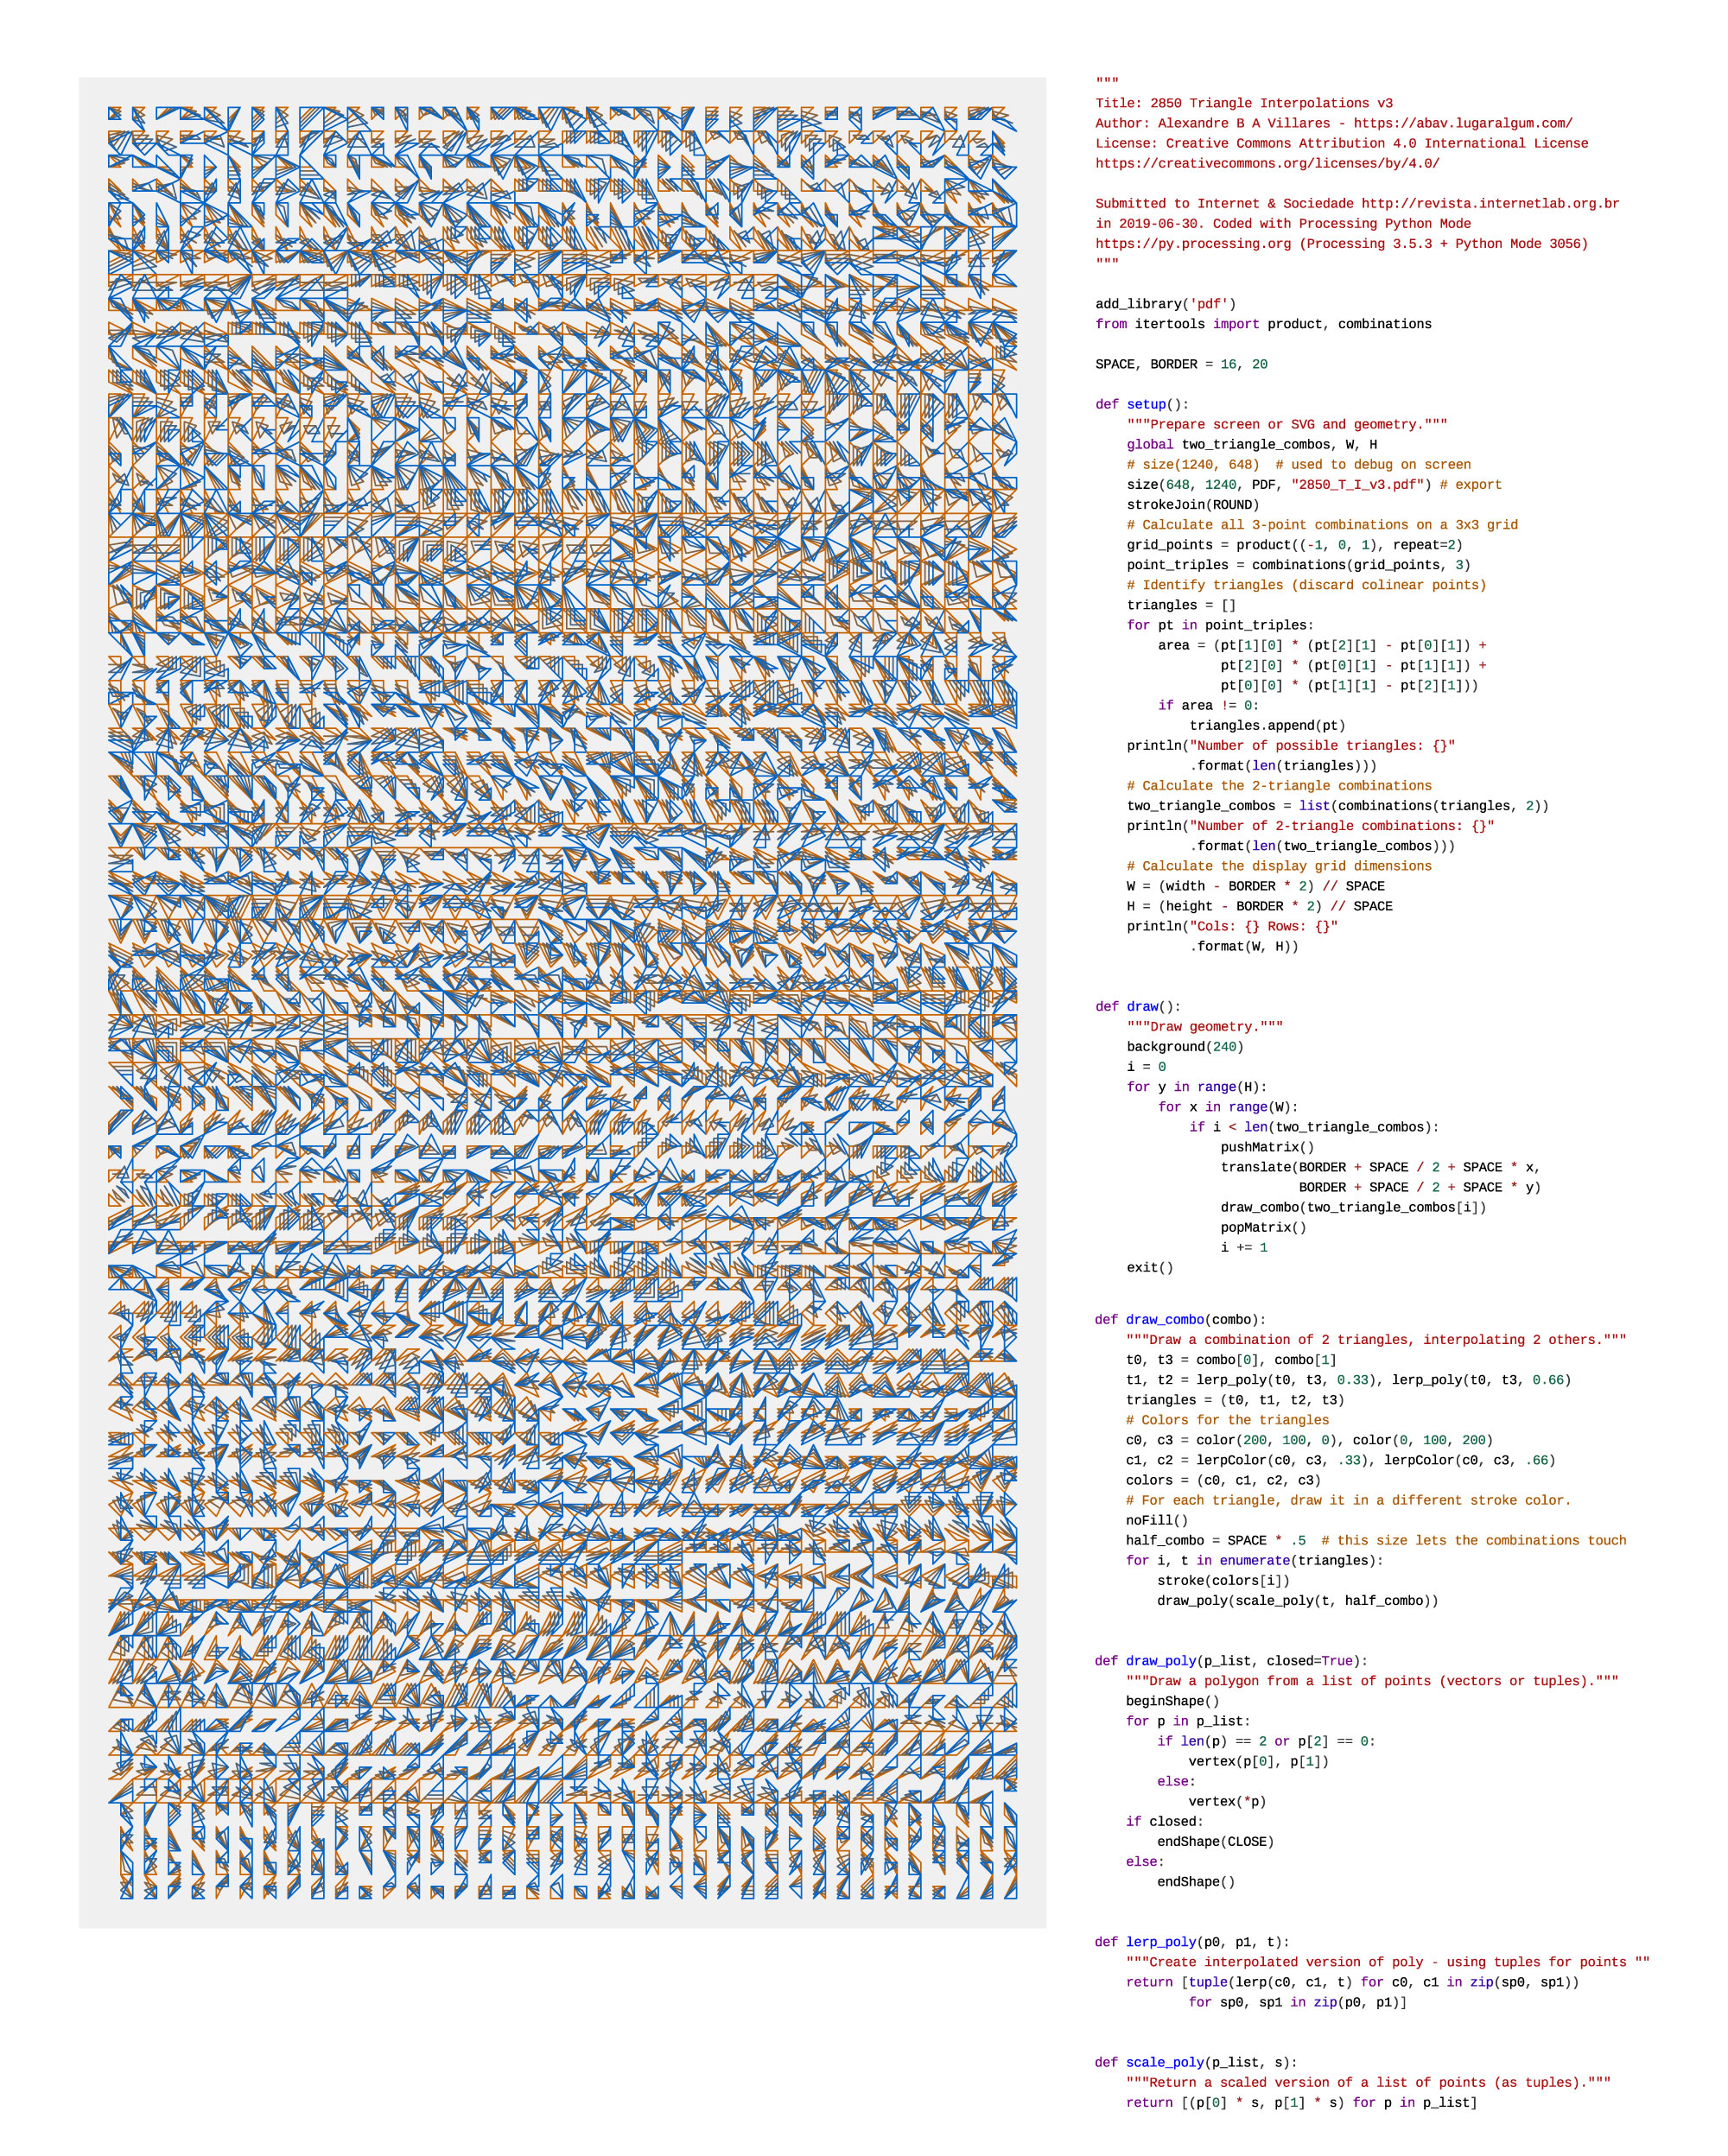 """
Title: 2850 Triangle Interpolations v3
Author: Alexandre B A Villares - https://abav.lugaralgum.com/
License: Creative Commons Attribution 4.0 International License
https://creativecommons.org/licenses/by/4.0/

Submitted to Internet & Sociedade http://revista.internetlab.org.br
in 2019-06-30. Coded with Processing Python Mode
https://py.processing.org (Processing 3.5.3 + Python Mode 3056)
"""

add_library('pdf')
from itertools import product, combinations

SPACE, BORDER = 16, 20

def setup():
    """Prepare screen or SVG and geometry."""
    global two_triangle_combos, W, H
    # size(1240, 648)  # used to debug on screen
    size(648, 1240, PDF, "2850_T_I_v3.pdf") # export
    strokeJoin(ROUND)
    # Calculate all 3-point combinations on a 3x3 grid
    grid_points = product((-1, 0, 1), repeat=2)
    point_triples = combinations(grid_points, 3)
    # Identify triangles (discard colinear points)
    triangles = []
    for pt in point_triples:
        area = (pt[1][0] * (pt[2][1] - pt[0][1]) +
                pt[2][0] * (pt[0][1] - pt[1][1]) +
                pt[0][0] * (pt[1][1] - pt[2][1]))
        if area != 0:
            triangles.append(pt)
    println("Number of possible triangles: {}"
            .format(len(triangles)))
    # Calculate the 2-triangle combinations
    two_triangle_combos = list(combinations(triangles, 2))
    println("Number of 2-triangle combinations: {}"
            .format(len(two_triangle_combos)))
    # Calculate the display grid dimensions
    W = (width - BORDER * 2) // SPACE
    H = (height - BORDER * 2) // SPACE
    println("Cols: {} Rows: {}"
            .format(W, H))

def draw():
    """Draw geometry."""
    background(240)
    i = 0
    for y in range(H):
        for x in range(W):
            if i < len(two_triangle_combos):
                pushMatrix()
                translate(BORDER + SPACE / 2 + SPACE * x,
                          BORDER + SPACE / 2 + SPACE * y)
                draw_combo(two_triangle_combos[i])
                popMatrix()
                i += 1
    exit()

def draw_combo(combo):
    """Draw a combination of 2 triangles, interpolating 2 others."""
    t0, t3 = combo[0], combo[1]
    t1, t2 = lerp_poly(t0, t3, 0.33), lerp_poly(t0, t3, 0.66)
    triangles = (t0, t1, t2, t3)
    # Colors for the triangles
    c0, c3 = color(200, 100, 0), color(0, 100, 200)
    c1, c2 = lerpColor(c0, c3, .33), lerpColor(c0, c3, .66)
    colors = (c0, c1, c2, c3)
    # For each triangle, draw it in a different stroke color.
    noFill()
    half_combo = SPACE * .5  # this size lets the combinations touch
    for i, t in enumerate(triangles):
        stroke(colors[i])
        draw_poly(scale_poly(t, half_combo))

def draw_poly(p_list, closed=True):
    """Draw a polygon from a list of points (vectors or tuples)."""
    beginShape()
    for p in p_list:
        if len(p) == 2 or p[2] == 0:
            vertex(p[0], p[1])
        else:
            vertex(*p)
    if closed:
        endShape(CLOSE)
    else:
        endShape()

def lerp_poly(p0, p1, t):
    """Create interpolated version of poly - using tuples for points ""
    return [tuple(lerp(c0, c1, t) for c0, c1 in zip(sp0, sp1))
            for sp0, sp1 in zip(p0, p1)]

def scale_poly(p_list, s):
    """Return a scaled version of a list of points (as tuples)."""
    return [(p[0] * s, p[1] * s) for p in p_list]